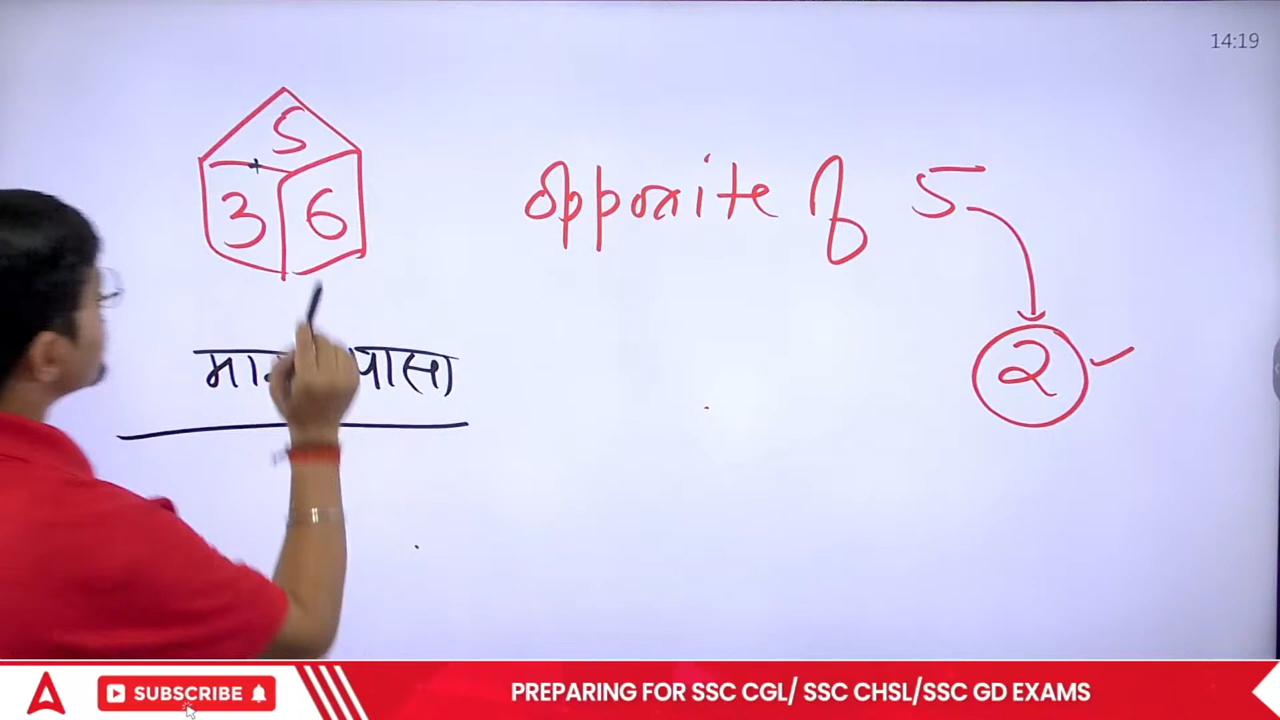 14:19
5
3 6
opposite of 5
2
पासा
SUBSCRIBE
PREPARING FOR SSC CGL/ SSC CHSL/SSC GD EXAMS